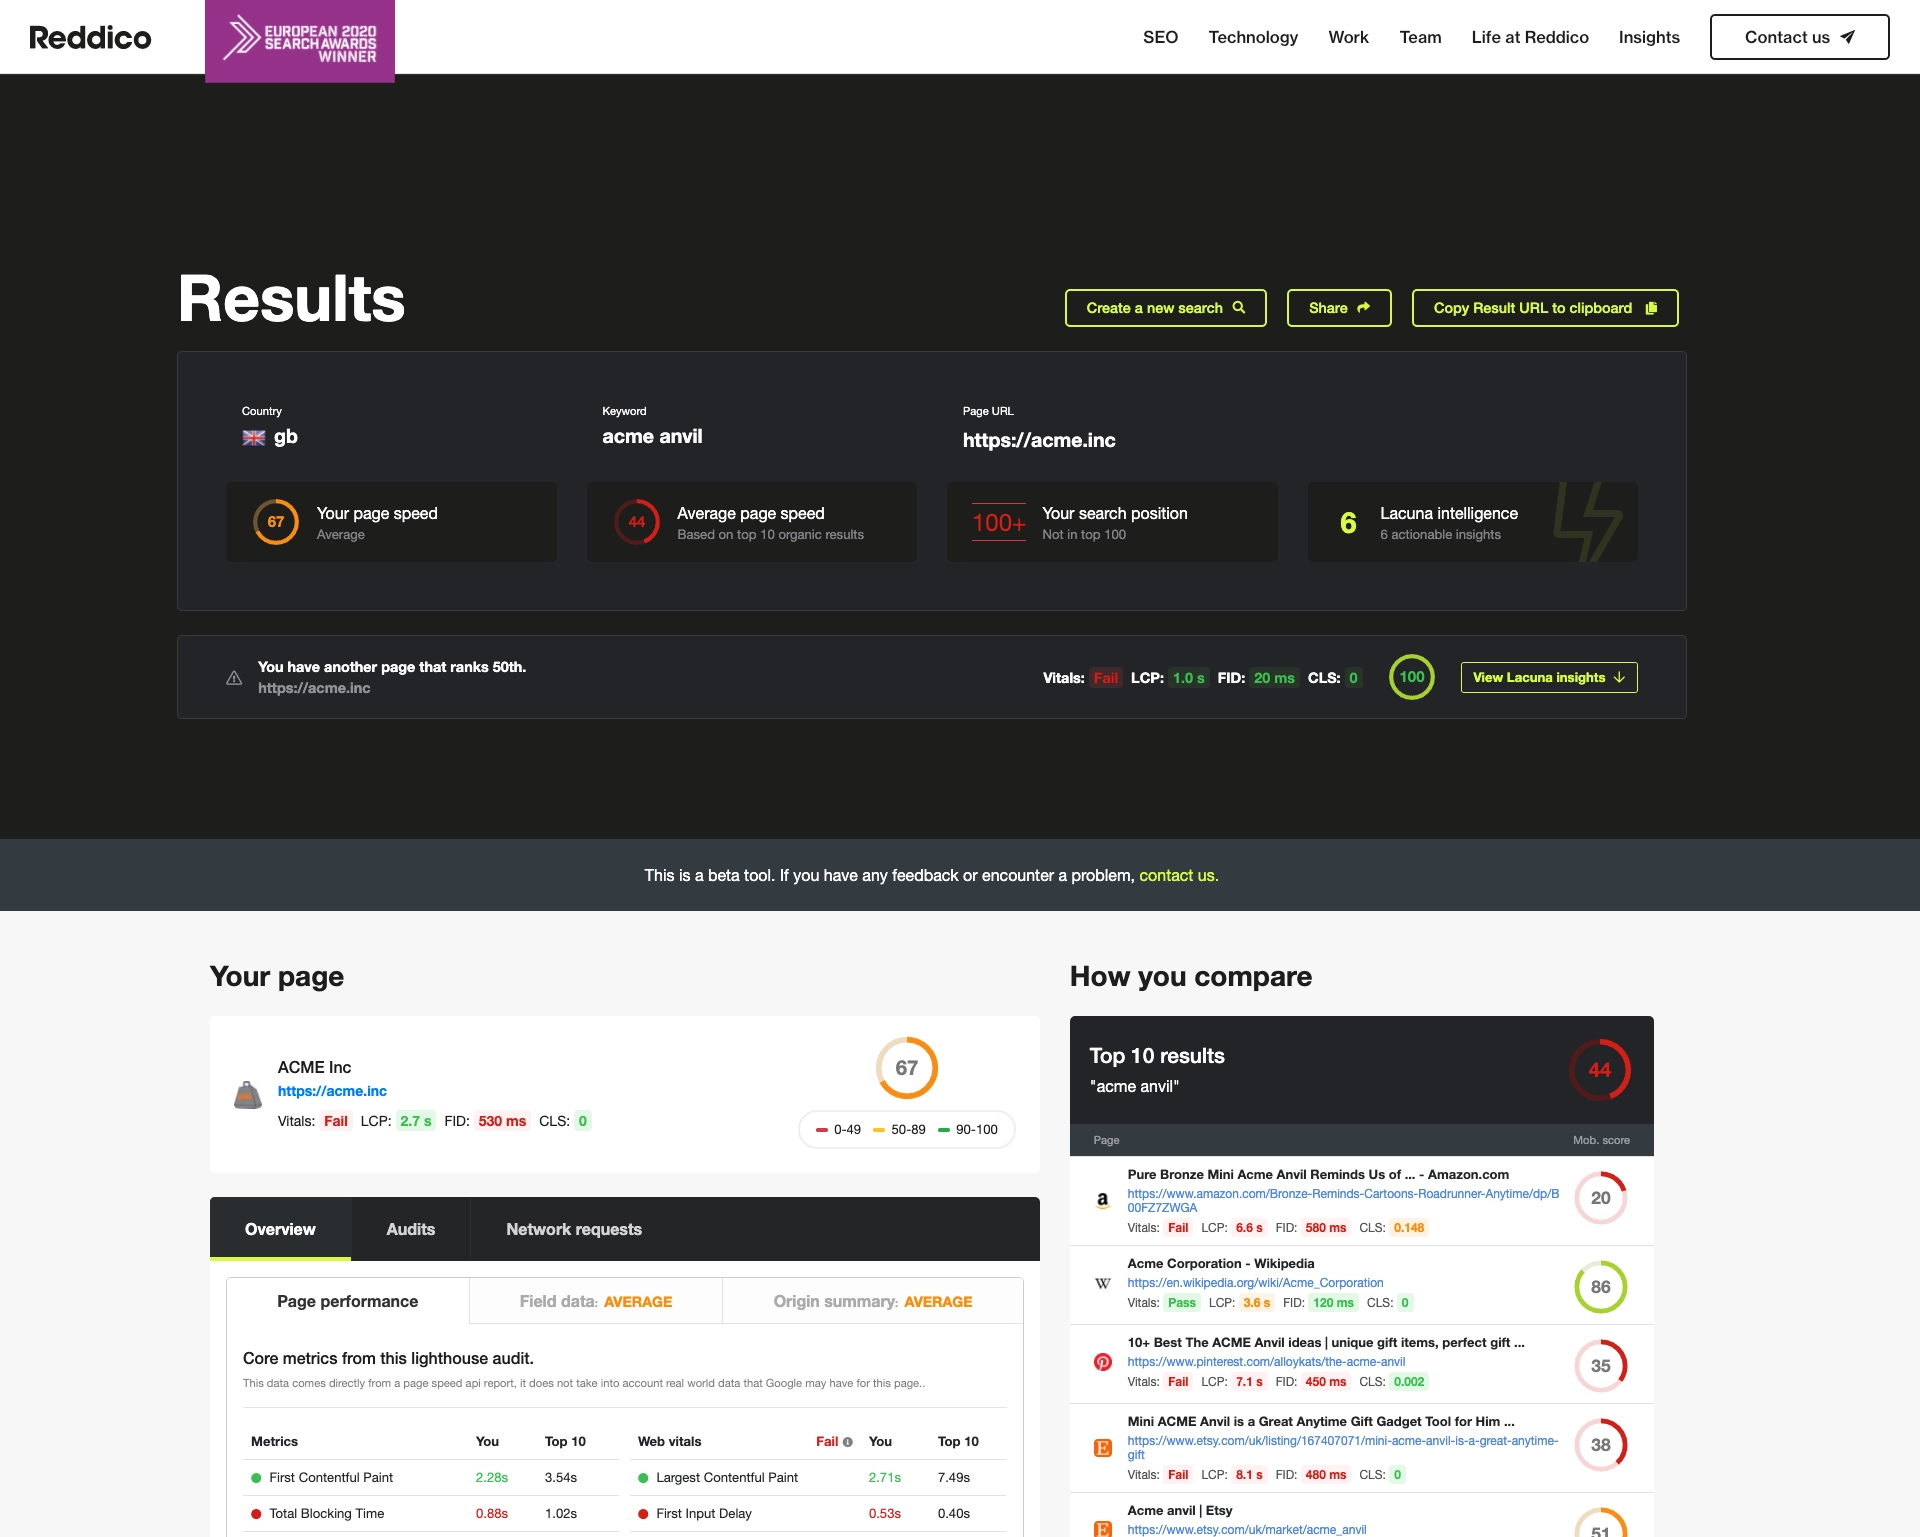 Reddico
EUROPEAN 2020
SEARCH AWARDS
WINNER
SEO
Technology
Work
Team
Life at Reddico
Insights
Contact us
Results
Create a new search
Share
Copy Result URL to clipboard
Country
gb
Keyword
acme anvil
Page URL
https://acme.inc
67
Your page speed
Average
44
Average page speed
Based on top 10 organic results
100+
Your search position
Not in top 100
6
Lacuna intelligence
6 actionable insights
You have another page that ranks 50th.
https://acme.inc
Vitals: Fail LCP: 1.0 s FID: 20 ms CLS: 0
100
View Lacuna insights
This is a beta tool. If you have any feedback or encounter a problem, contact us.
Your page
ACME Inc
https://acme.inc
Vitals: Fail LCP: 2.7 s FID: 530 ms CLS: 0
67
0-49 50-89 90-100
Overview
Audits
Network requests
Page performance
Field data: AVERAGE
Origin summary: AVERAGE
Core metrics from this lighthouse audit.
This data comes directly from a page speed api report, it does not take into account real world data that Google may have for this page..
Metrics You Top 10
First Contentful Paint 2.28s 3.54s
Total Blocking Time 0.88s 1.02s
Web vitals Fail You Top 10
Largest Contentful Paint 2.71s 7.49s
First Input Delay 0.53s 0.40s
How you compare
Top 10 results
"acme anvil"
44
Page Mob. score
Pure Bronze Mini Acme Anvil Reminds Us of ... - Amazon.com
https://www.amazon.com/Bronze-Reminds-Cartoons-Roadrunner-Anytime/dp/B
00FZ7ZWGA
Vitals: Fail LCP: 6.6 s FID: 580 ms CLS: 0.148
20
Acme Corporation - Wikipedia
https://en.wikipedia.org/wiki/Acme_Corporation
Vitals: Pass LCP: 3.6 s FID: 120 ms CLS: 0
86
10+ Best The ACME Anvil ideas | unique gift items, perfect gift ...
https://www.pinterest.com/alloykats/the-acme-anvil
Vitals: Fail LCP: 7.1 s FID: 450 ms CLS: 0.002
35
Mini ACME Anvil is a Great Anytime Gift Gadget Tool for Him ...
https://www.etsy.com/uk/listing/167407071/mini-acme-anvil-is-a-great-anytime-
gift
Vitals: Fail LCP: 8.1 s FID: 480 ms CLS: 0
38
Acme anvil | Etsy
https://www.etsy.com/uk/market/acme_anvil
51